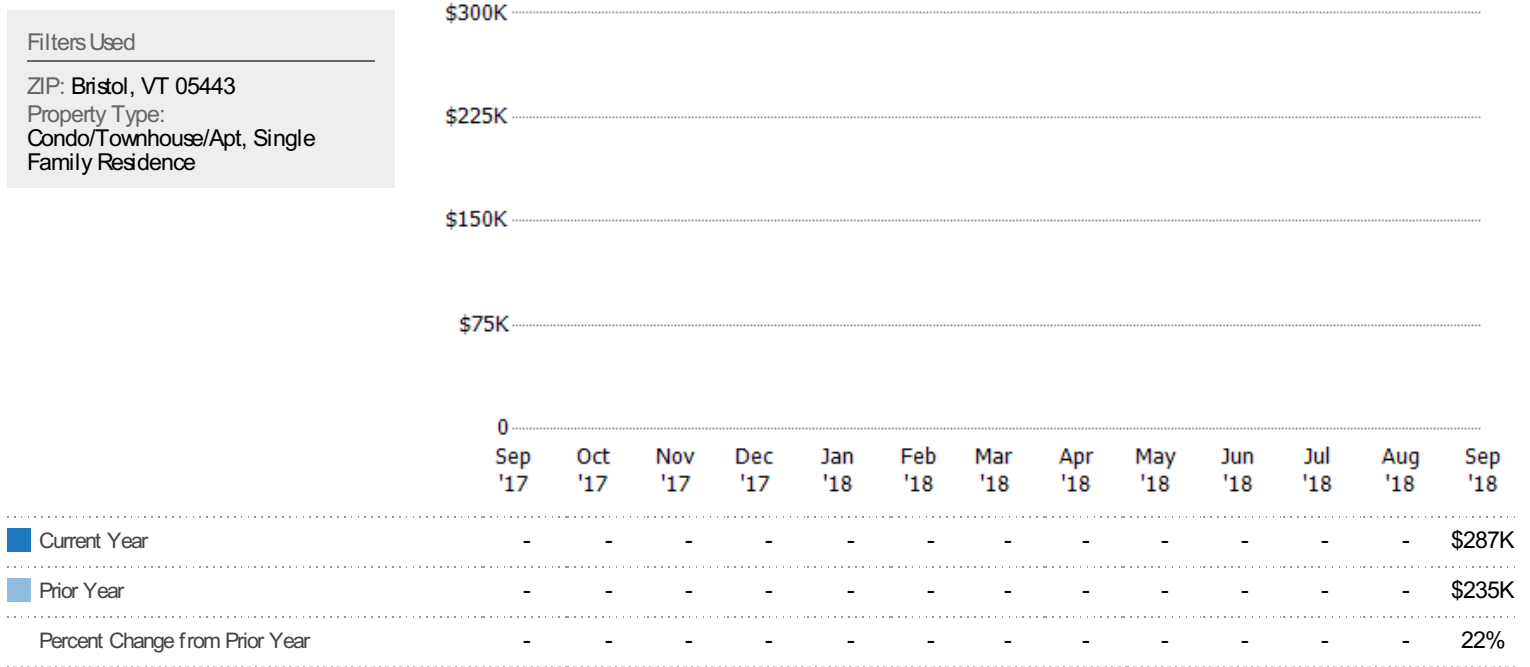 Filters Used
ZIP: Bristol, VT 05443
Property Type:
Condo/Townhouse/Apt, Single
Family Residence
$300K
$225K
$150K
$75K
0
Sep Oct Nov Dec Jan Feb Mar Apr May Jun Jul Aug Sep
'17 '17 '17 '17 '18 '18 '18 '18 '18 '18 '18 '18 '18
Current Year - - - - - - - - - - - - $287K
Prior Year - - - - - - - - - - - - $235K
Percent Change from Prior Year - - - - - - - - - - - - 22%